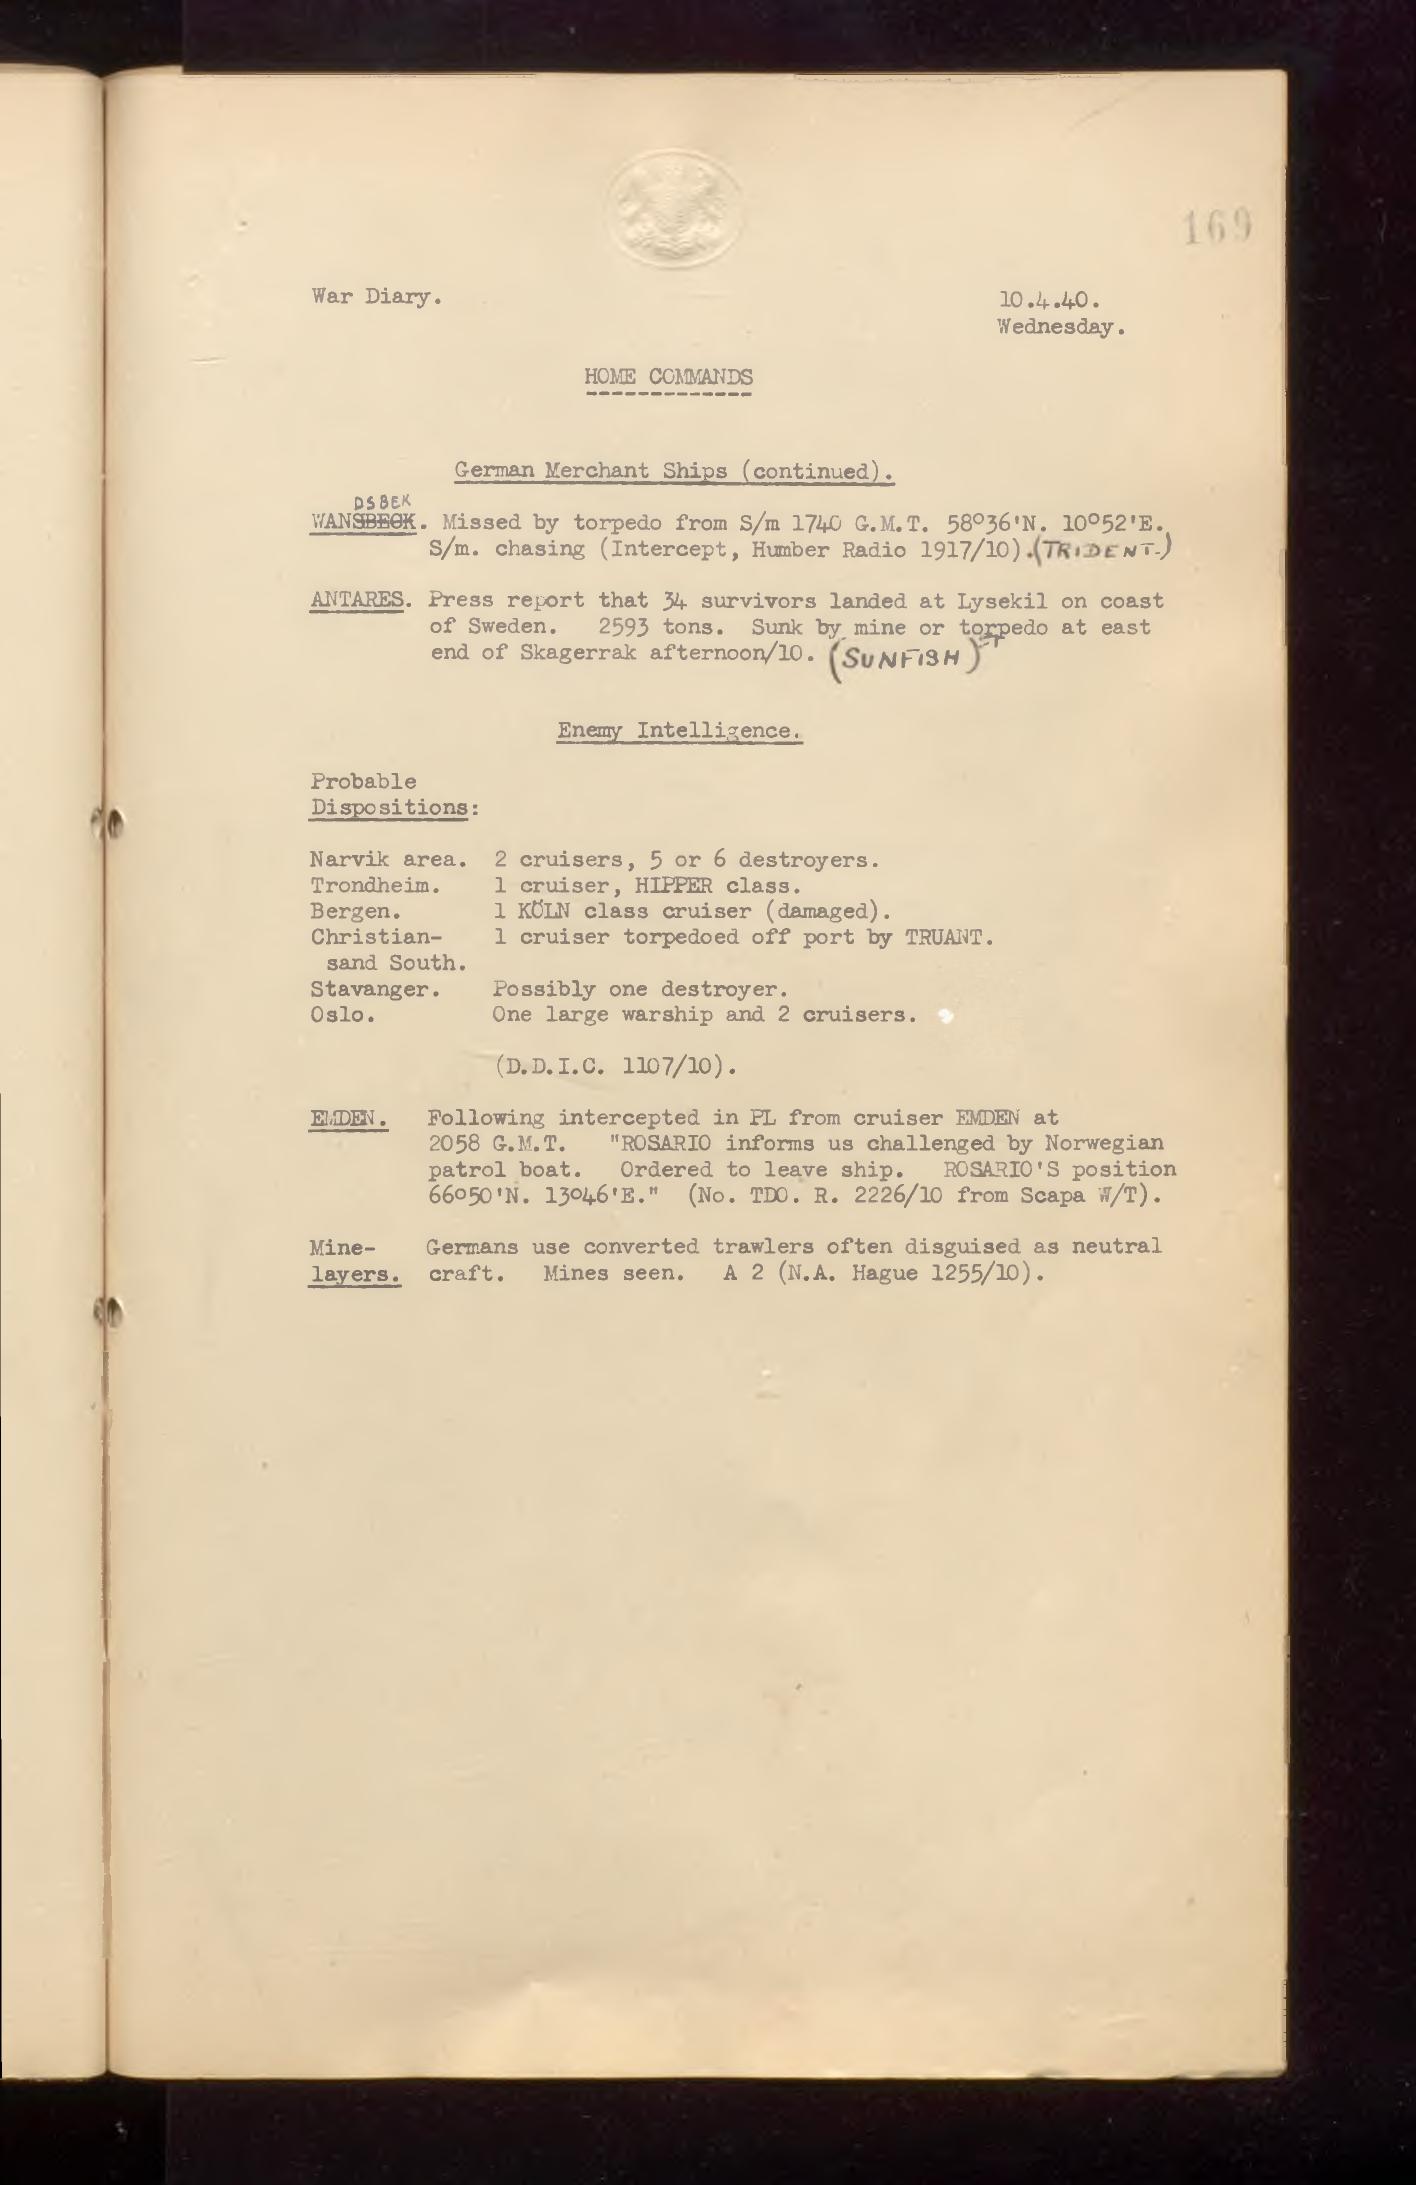 169
War Diary.
10.4.40.
Wednesday.
HOME COMMANDS
German Merchant Ships (continued).
DSBEK
WANSBECK. Missed by torpedo from S/m 1740 G.M.T. 58°36'N. 10°52'E.
S/m. chasing (Intercept, Humber Radio 1917/10). (TRIDENT.)
ANTARES. Press report that 34 survivors landed at Lysekil on coast
of Sweden. 2593 tons. Sunk by mine or torpedo at east
end of Skagerrak afternoon/10. (SUNFISH)
Enemy Intelligence.
Probable
Dispositions:
Narvik area. 2 cruisers, 5 or 6 destroyers.
Trondheim. 1 cruiser, HIPPER class.
Bergen. 1 KÖLN class cruiser (damaged).
Christian- 1 cruiser torpedoed off port by TRUANT.
sand South.
Stavanger. Possibly one destroyer.
Oslo. One large warship and 2 cruisers.
(D.D.I.C. 1107/10).
EMDEN. Following intercepted in PL from cruiser EMDEN at
2058 G.M.T. "ROSARIO informs us challenged by Norwegian
patrol boat. Ordered to leave ship. ROSARIO'S position
66°50'N. 13°46'E." (No. TDO. R. 2226/10 from Scapa W/T).
Mine- Germans use converted trawlers often disguised as neutral
layers. craft. Mines seen. A 2 (N.A. Hague 1255/10).